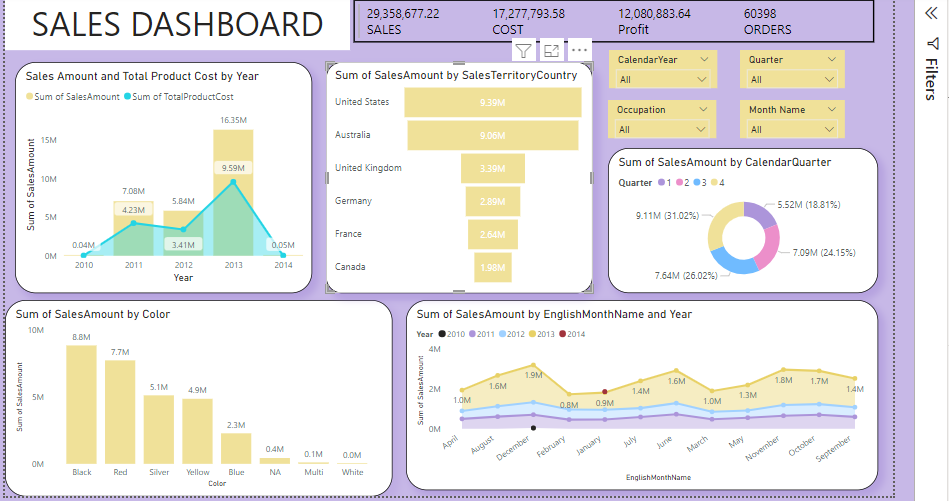 SALES DASHBOARD
29,358,677.22
SALES
17,277,793.58
COST
12,080,883.64
Profit
60398
ORDERS
Filters
Sales Amount and Total Product Cost by Year
Sum of SalesAmount Sum of TotalProductCost
Sum of SalesAmount
15M
10M
5M
0M
0.04M
7.08M
4.23M
5.84M
3.41M
16.35M
9.59M
0.05M
2010 2011 2012 2013 2014
Year
Sum of SalesAmount by SalesTerritoryCountry
United States 9.39M
Australia 9.06M
United Kingdom 3.39M
Germany 2.89M
France 2.64M
Canada 1.98M
CalendarYear
All
Quarter
All
Occupation
All
Month Name
All
Sum of SalesAmount by CalendarQuarter
Quarter 1 2 3 4
5.52M (18.81%)
7.09M (24.15%)
7.64M (26.02%)
9.11M (31.02%)
Sum of SalesAmount by Color
Sum of SalesAmount
10M
5M
0M
8.8M 7.7M 5.1M 4.9M 2.3M 0.4M 0.1M 0.0M
Black Red Silver Yellow Blue NA Multi White
Color
Sum of SalesAmount by EnglishMonthName and Year
Year 2010 2011 2012 2013 2014
Sum of SalesAmount
4M
2M
0M
1.0M 1.6M 1.9M 0.8M 0.9M 1.4M 1.6M 1.0M 1.3M 1.8M 1.7M 1.4M
April August December February January July June March May November October September
EnglishMonthName